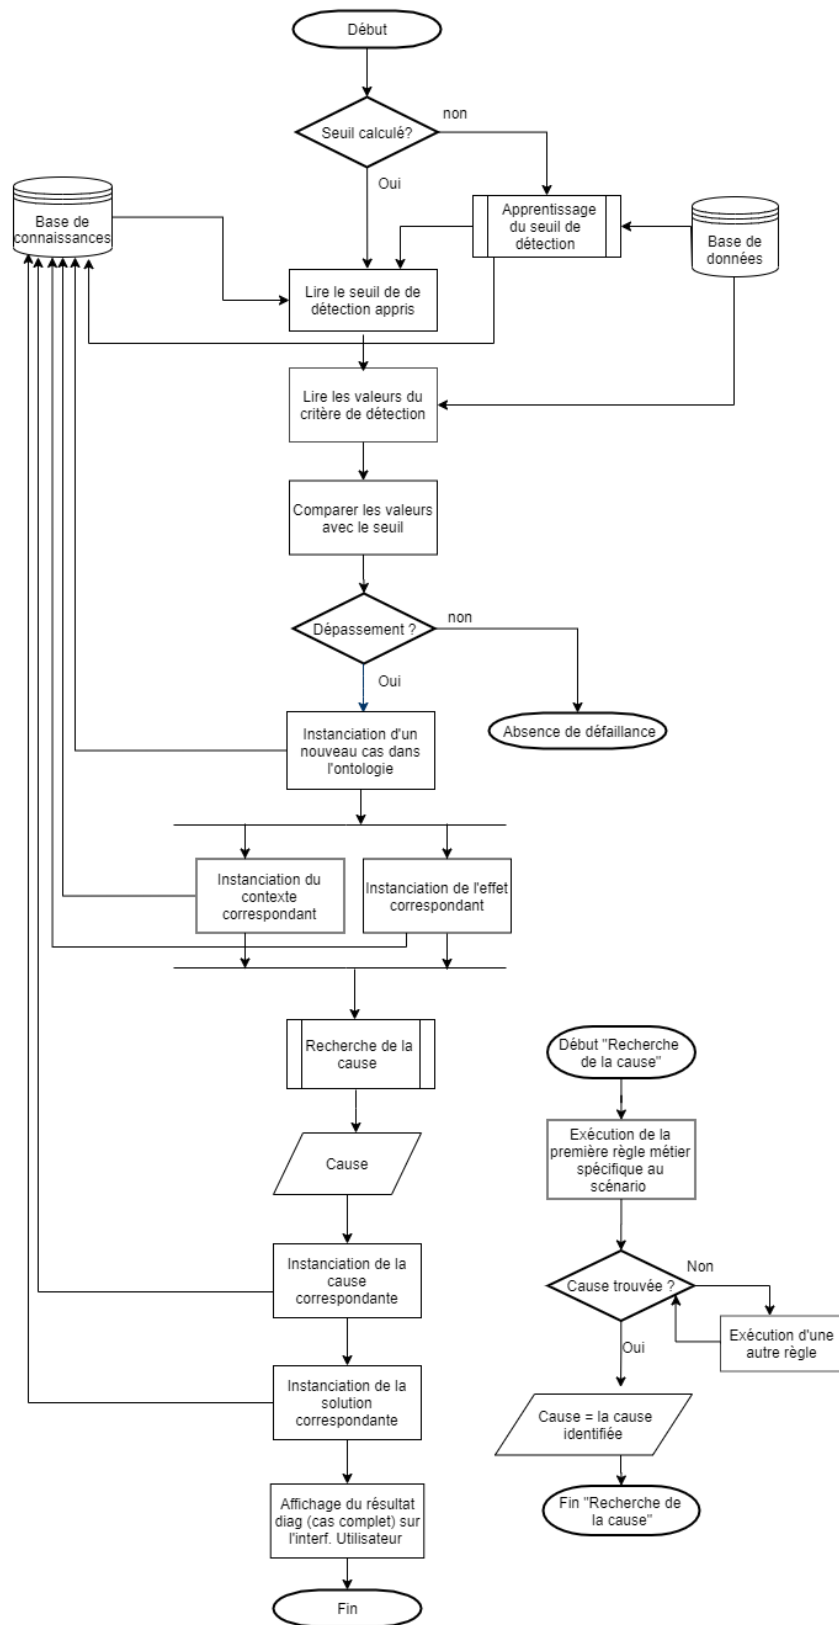 Début
non
Seuil calculé?
Oui
Base de
connaissances
Apprentissage
du seuil de
détection
Base de
données
Lire le seuil de de
détection appris
Lire les valeurs du
critère de détection
Comparer les valeurs
avec le seuil
non
Dépassement ?
Oui
Instanciation d'un
nouveau cas dans
l'ontologie
Absence de défaillance
Instanciation du
contexte
correspondant
Instanciation de l'effet
correspondant
Recherche de la
cause
Cause
Instanciation de la
cause
correspondante
Instanciation de la
solution
correspondante
Affichage du résultat
diag (cas complet) sur
l'interf. Utilisateur
Fin
Début "Recherche
de la cause"
Exécution de la
première règle métier
spécifique au
scénario
Non
Cause trouvée ?
Exécution d'une
autre règle
Oui
Cause = la cause
identifiée
Fin "Recherche de
la cause"